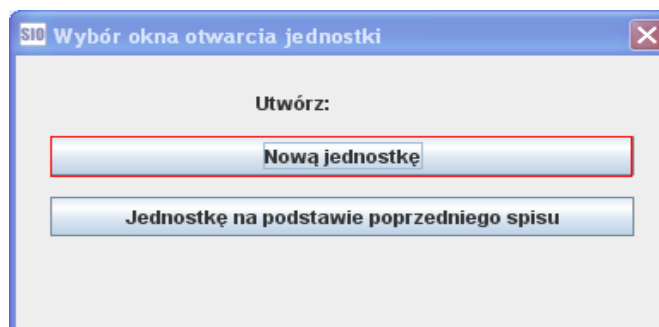 SIO Wybór okna otwarcia jednostki
Utwórz:
Nową jednostkę
Jednostkę na podstawie poprzedniego spisu